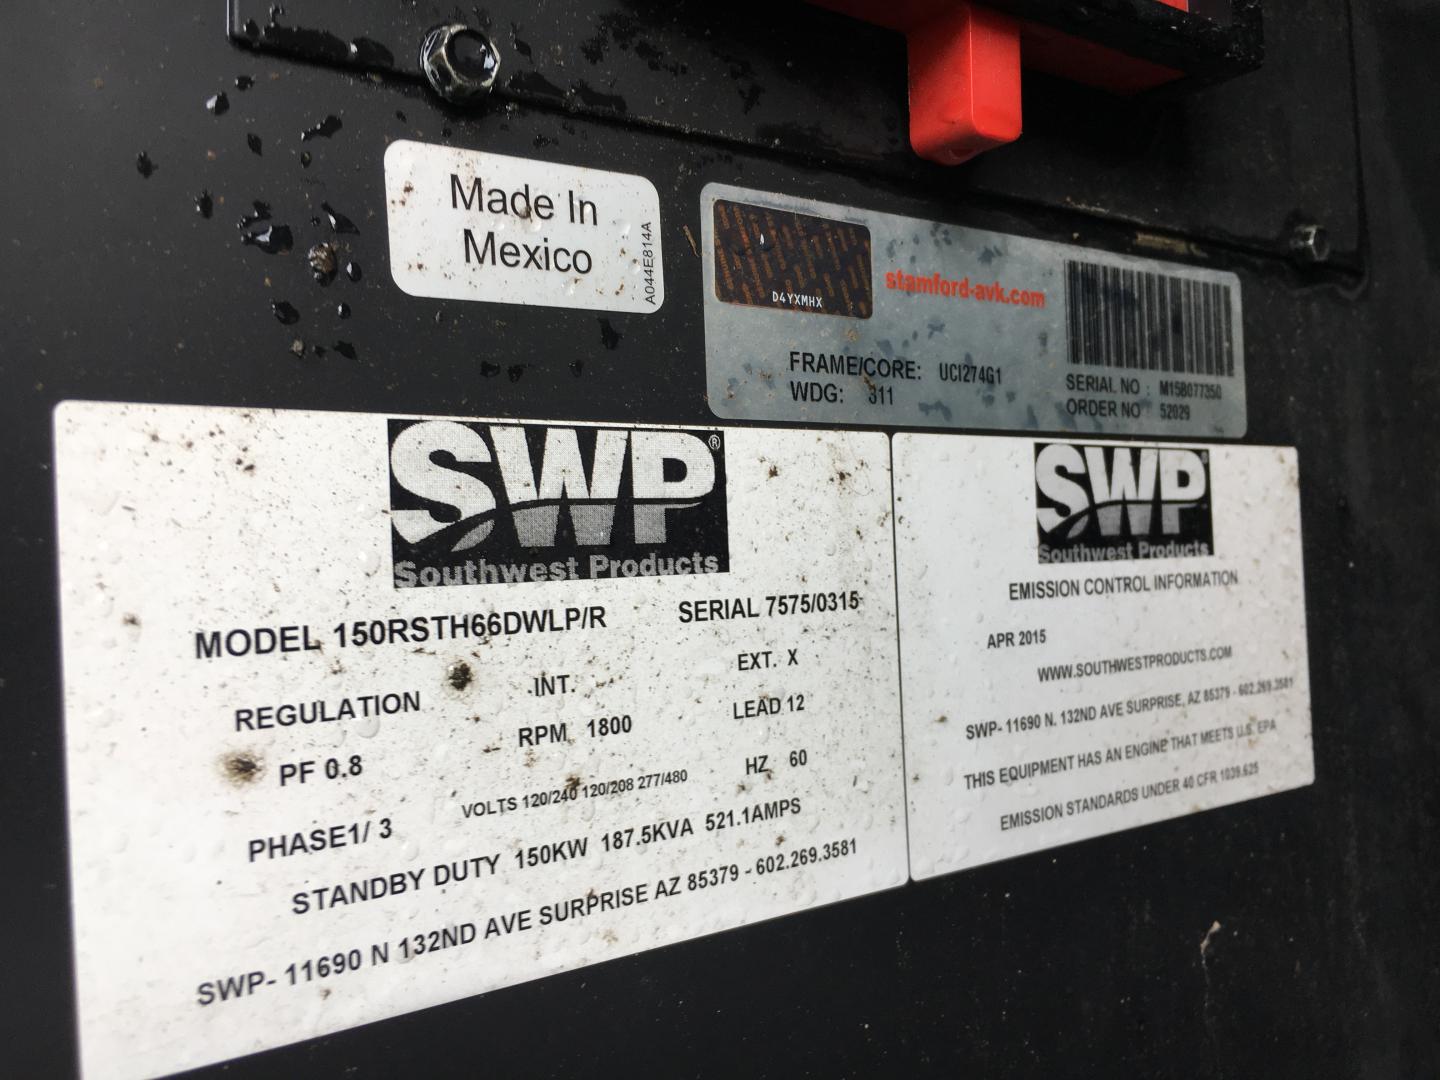 Made In
Mexico
A044E814A
D4YXMHX
stamford-avk.com
FRAME/CORE: UCI274G1
WDG: 311
SERIAL NO : M15B077350
ORDER NO : 52029
SWP®
Southwest Products
MODEL 150RSTH66DWLP/R SERIAL 7575/0315
REGULATION INT. EXT. X
PF 0.8 RPM 1800 LEAD 12
PHASE1/ 3 VOLTS 120/240 120/208 277/480 HZ 60
STANDBY DUTY 150KW 187.5KVA 521.1AMPS
SWP- 11690 N 132ND AVE SURPRISE AZ 85379 - 602.269.3581
SWP
Southwest Products
EMISSION CONTROL INFORMATION
APR 2015
WWW.SOUTHWESTPRODUCTS.COM
SWP- 11690 N. 132ND AVE SURPRISE, AZ 85379 - 602.269.3581
THIS EQUIPMENT HAS AN ENGINE THAT MEETS U.S. EPA
EMISSION STANDARDS UNDER 40 CFR 1039.625